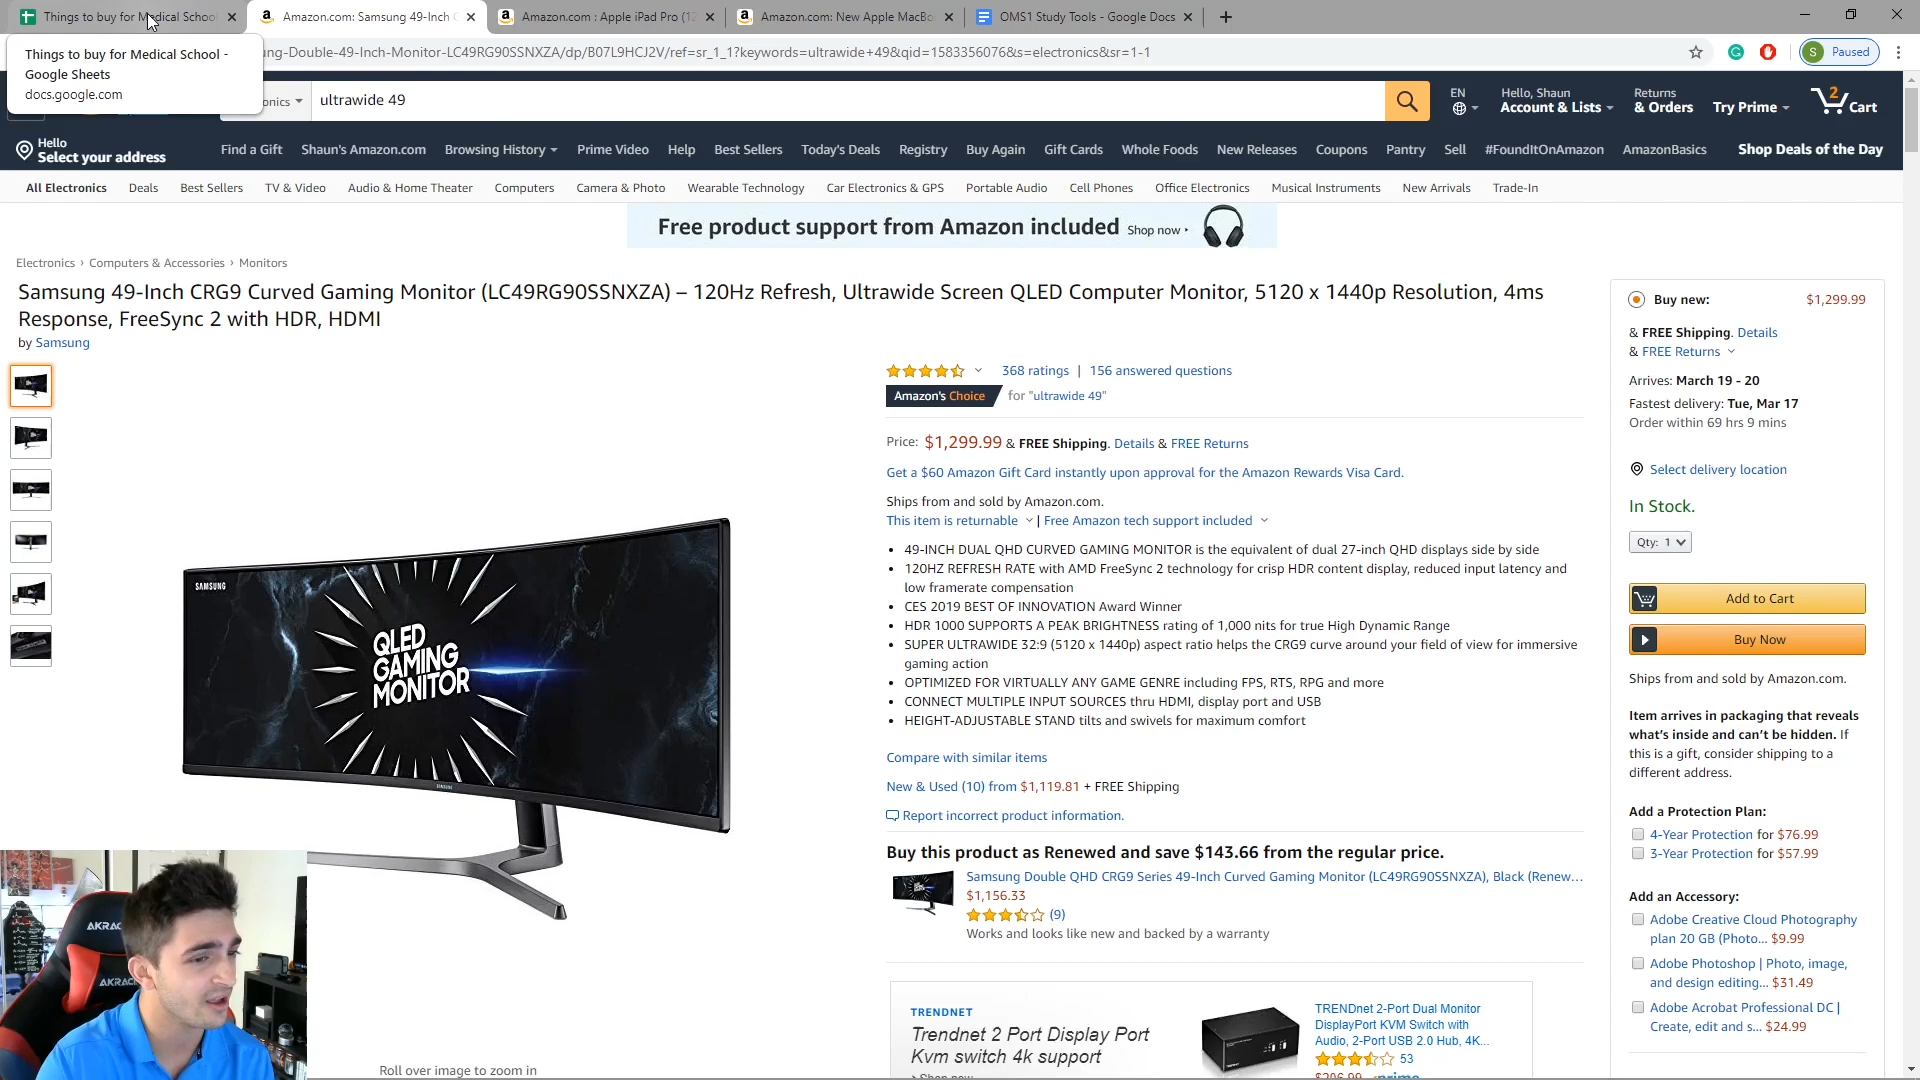 Things to buy for Medical School
Amazon.com: Samsung 49-Inch C
Amazon.com : Apple iPad Pro (12
Amazon.com: New Apple MacBo
OMS1 Study Tools - Google Docs
Things to buy for Medical School -
Google Sheets
docs.google.com
ung-Double-49-Inch-Monitor-LC49RG90SSNXZA/dp/B07L9HCJ2V/ref=sr_1_1?keywords=ultrawide+49&qid=1583356076&s=electronics&sr=1-1
S Paused
onics
ultrawide 49
EN
Hello, Shaun
Account & Lists
Returns
& Orders
Try Prime
2
Cart
Hello
Select your address
Find a Gift Shaun's Amazon.com Browsing History Prime Video Help Best Sellers Today's Deals Registry Buy Again Gift Cards Whole Foods New Releases Coupons Pantry Sell #FoundItOnAmazon AmazonBasics
Shop Deals of the Day
All Electronics Deals Best Sellers TV & Video Audio & Home Theater Computers Camera & Photo Wearable Technology Car Electronics & GPS Portable Audio Cell Phones Office Electronics Musical Instruments New Arrivals Trade-In
Free product support from Amazon included Shop now ›
Electronics › Computers & Accessories › Monitors
Samsung 49-Inch CRG9 Curved Gaming Monitor (LC49RG90SSNXZA) – 120Hz Refresh, Ultrawide Screen QLED Computer Monitor, 5120 x 1440p Resolution, 4ms
Response, FreeSync 2 with HDR, HDMI
by Samsung
SAMSUNG
QLED
GAMING
MONITOR
SAMSUNG
Roll over image to zoom in
AKRAC
AKRAC
368 ratings | 156 answered questions
Amazon's Choice for "ultrawide 49"
Price: $1,299.99 & FREE Shipping. Details & FREE Returns
Get a $60 Amazon Gift Card instantly upon approval for the Amazon Rewards Visa Card.
Ships from and sold by Amazon.com.
This item is returnable | Free Amazon tech support included
• 49-INCH DUAL QHD CURVED GAMING MONITOR is the equivalent of dual 27-inch QHD displays side by side
• 120HZ REFRESH RATE with AMD FreeSync 2 technology for crisp HDR content display, reduced input latency and
low framerate compensation
• CES 2019 BEST OF INNOVATION Award Winner
• HDR 1000 SUPPORTS A PEAK BRIGHTNESS rating of 1,000 nits for true High Dynamic Range
• SUPER ULTRAWIDE 32:9 (5120 x 1440p) aspect ratio helps the CRG9 curve around your field of view for immersive
gaming action
• OPTIMIZED FOR VIRTUALLY ANY GAME GENRE including FPS, RTS, RPG and more
• CONNECT MULTIPLE INPUT SOURCES thru HDMI, display port and USB
• HEIGHT-ADJUSTABLE STAND tilts and swivels for maximum comfort
Compare with similar items
New & Used (10) from $1,119.81 + FREE Shipping
Report incorrect product information.
Buy this product as Renewed and save $143.66 from the regular price.
Samsung Double QHD CRG9 Series 49-Inch Curved Gaming Monitor (LC49RG90SSNXZA), Black (Renew…
$1,156.33
(9)
Works and looks like new and backed by a warranty
TRENDNET
Trendnet 2 Port Display Port
Kvm switch 4k support
› Shop now
TRENDnet 2-Port Dual Monitor
DisplayPort KVM Switch with
Audio, 2-Port USB 2.0 Hub, 4K...
53
$206.99 prime
Buy new: $1,299.99
& FREE Shipping. Details
& FREE Returns
Arrives: March 19 - 20
Fastest delivery: Tue, Mar 17
Order within 69 hrs 9 mins
Select delivery location
In Stock.
Qty: 1
Add to Cart
Buy Now
Ships from and sold by Amazon.com.
Item arrives in packaging that reveals
what's inside and can't be hidden. If
this is a gift, consider shipping to a
different address.
Add a Protection Plan:
4-Year Protection for $76.99
3-Year Protection for $57.99
Add an Accessory:
Adobe Creative Cloud Photography
plan 20 GB (Photo... $9.99
Adobe Photoshop | Photo, image,
and design editing... $31.49
Adobe Acrobat Professional DC |
Create, edit and s... $24.99